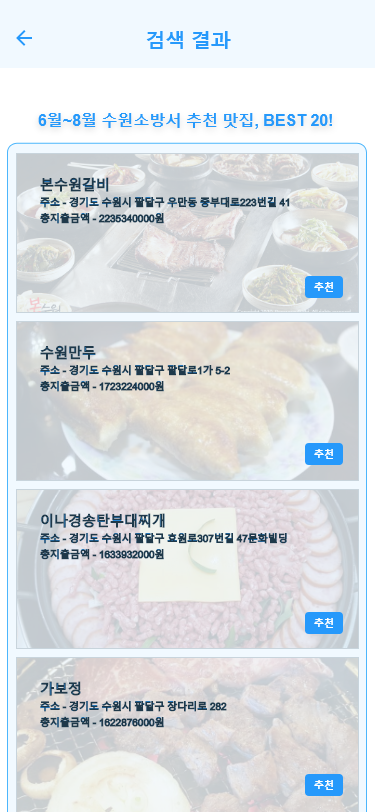 검색 결과
6월~8월 수원소방서 추천 맛집, BEST 20!
본수원갈비
주소 - 경기도 수원시 팔달구 우만동 중부대로223번길 41
총지출금액 - 2235340000원
추천
수원만두
주소 - 경기도 수원시 팔달구 팔달로1가 5-2
총지출금액 - 1723224000원
추천
이나경송탄부대찌개
주소 - 경기도 수원시 팔달구 효원로307번길 47문화빌딩
총지출금액 - 1633932000원
추천
가보정
주소 - 경기도 수원시 팔달구 장다리로 282
총지출금액 - 1622876000원
추천